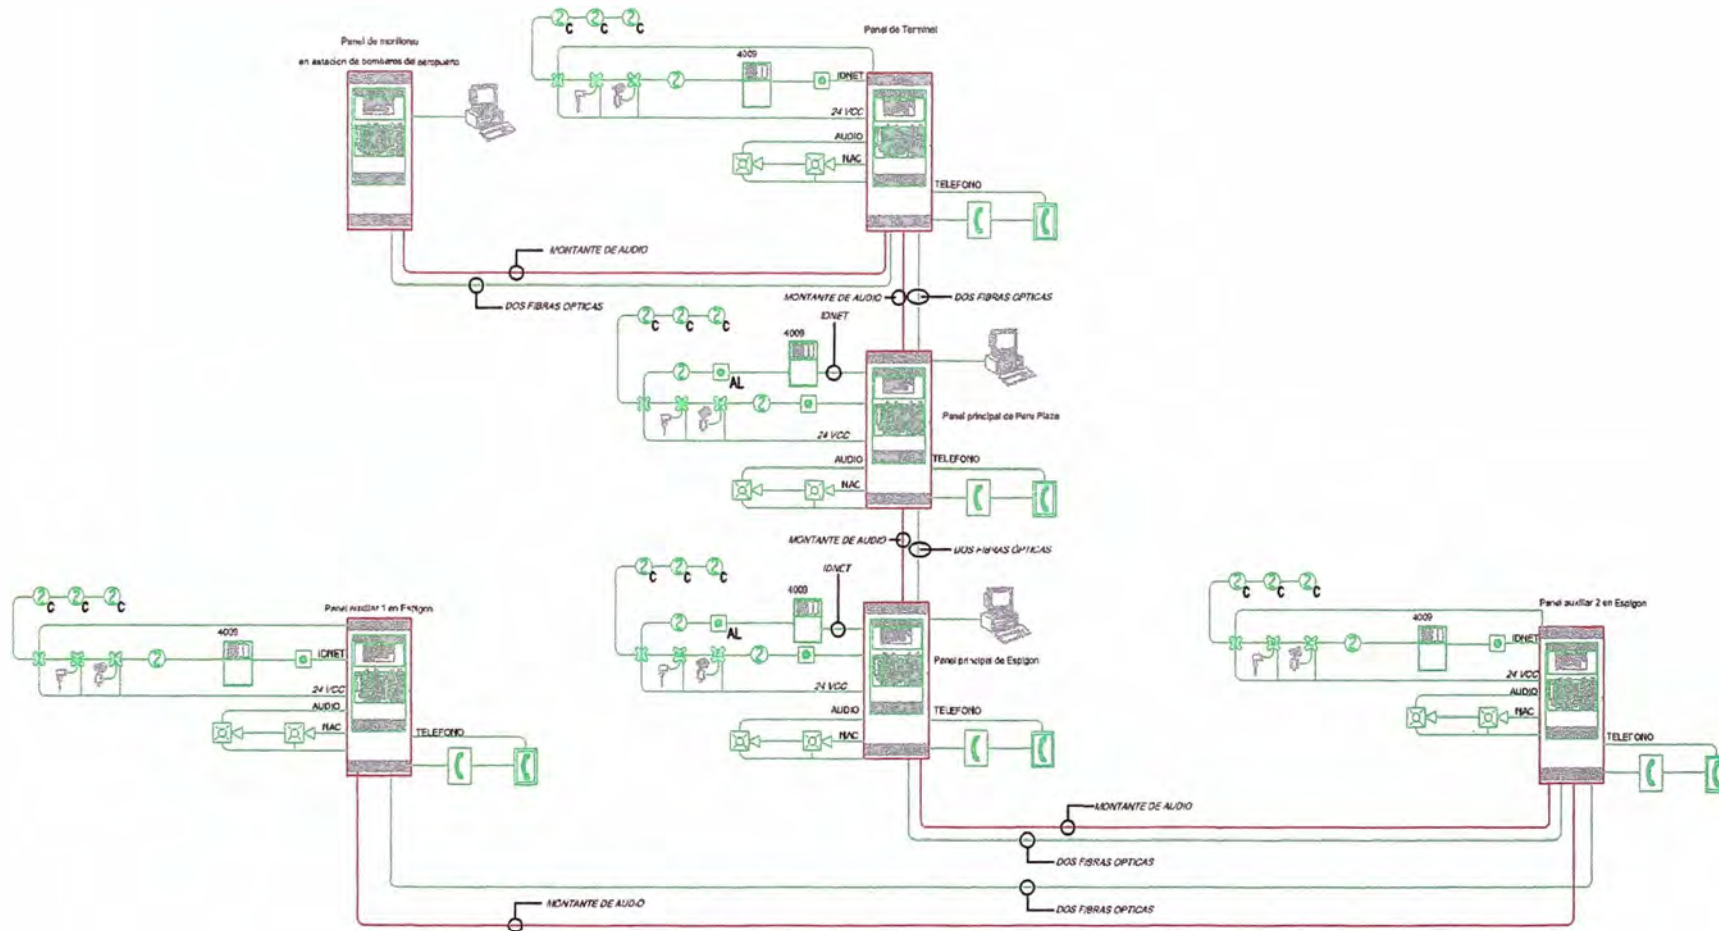 Panel de monitoreo
en estacion de bomberos del aeropuerto
C C C
4009
Panel de Terminal
IDNET
24 VCC
AUDIO
NAC
TELEFONO
MONTANTE DE AUDIO
DOS FIBRAS OPTICAS
MONTANTE DE AUDIO
DOS FIBRAS OPTICAS
C C C
IDNET
4009
AL
Panel principal de Peru Plaza
24 VCC
AUDIO
TELEFONO
NAC
MONTANTE DE AUDIO
DOS FIBRAS ÓPTICAS
C C C
IDNET
4009
AL
Panel principal de Espigon
24 VCC
AUDIO
TELEFONO
NAC
C C C
Panel auxiliar 1 en Espigon
4009
IDNET
24 VCC
AUDIO
NAC
TELEFONO
C C C
Panel auxiliar 2 en Espigon
4009
IDNET
24 VCC
AUDIO
NAC
TELEFONO
MONTANTE DE AUDIO
DOS FIBRAS OPTICAS
MONTANTE DE AUDIO
DOS FIBRAS OPTICAS